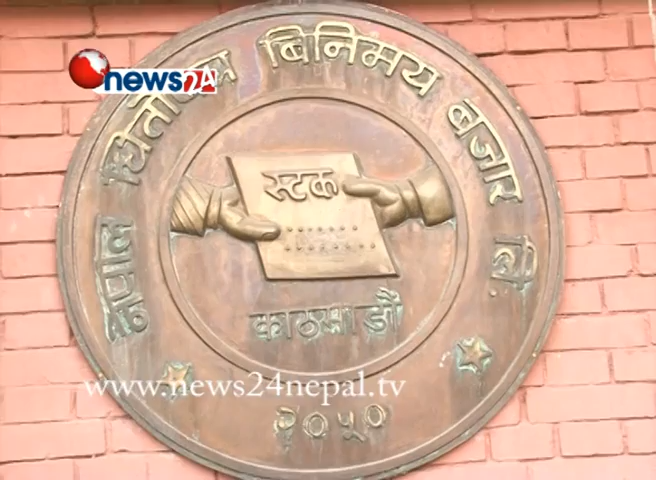 news24
नेपाल धितोपत्र बिनिमय बजार लि.
स्टक
काठमाडौं
www.news24nepal.tv
२०५०